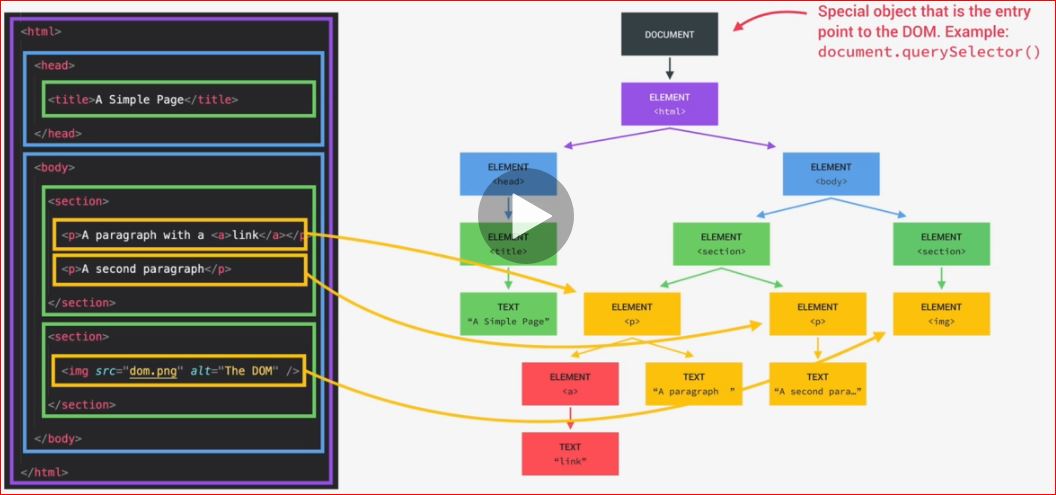 <html>
<head>
<title>A Simple Page</title>
</head>
<body>
<section>
<p>A paragraph with a <a>link</a></p
<p>A second paragraph</p>
</section>
<section>
<img src="dom.png" alt="The DOM" />
</section>
</body>
</html>
Special object that is the entry
point to the DOM. Example:
document.querySelector()
DOCUMENT
ELEMENT
<html>
ELEMENT
<head>
ELEMENT
<body>
ELEMENT
<title>
ELEMENT
<section>
ELEMENT
<section>
TEXT
“A Simple Page”
ELEMENT
<p>
ELEMENT
<p>
ELEMENT
<img>
ELEMENT
<a>
TEXT
“A paragraph ”
TEXT
“A second para…”
TEXT
“link”